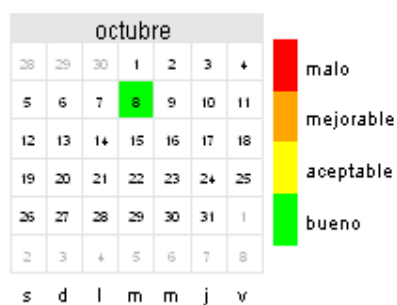 octubre
28 29 30 1 2 3 4
5 6 7 8 9 10 11
12 13 14 15 16 17 18
19 20 21 22 23 24 25
26 27 28 29 30 31 1
2 3 4 5 6 7 8
s d l m m j v
malo
mejorable
aceptable
bueno